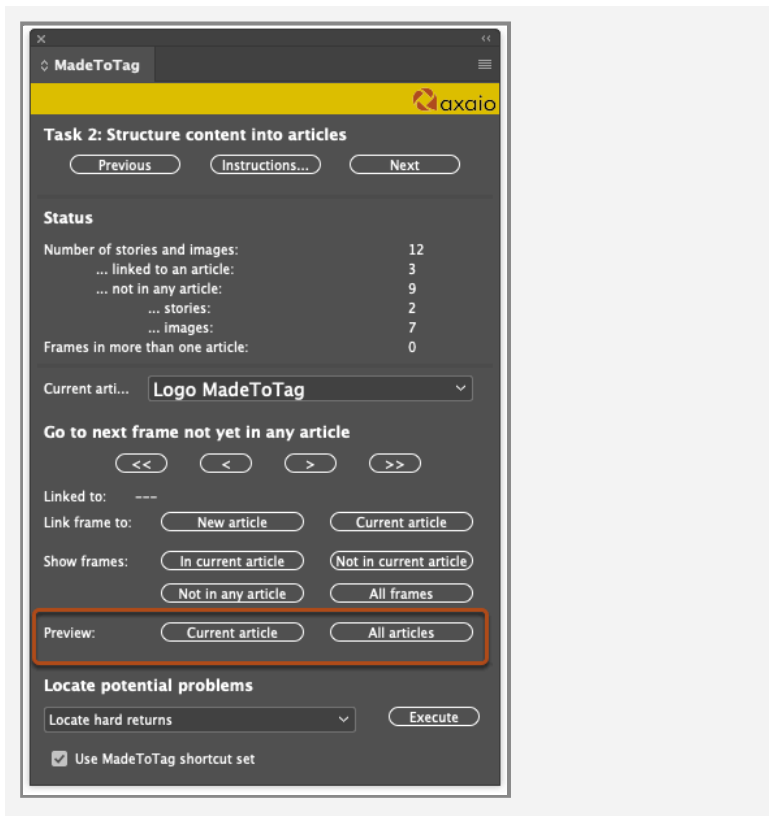 MadeToTag
axaio
Task 2: Structure content into articles
Previous Instructions... Next
Status
Number of stories and images: 12
... linked to an article: 3
... not in any article: 9
... stories: 2
... images: 7
Frames in more than one article: 0
Current arti... Logo MadeToTag
Go to next frame not yet in any article
<< < > >>
Linked to: ---
Link frame to: New article Current article
Show frames: In current article Not in current article
Not in any article All frames
Preview: Current article All articles
Locate potential problems
Locate hard returns Execute
Use MadeToTag shortcut set